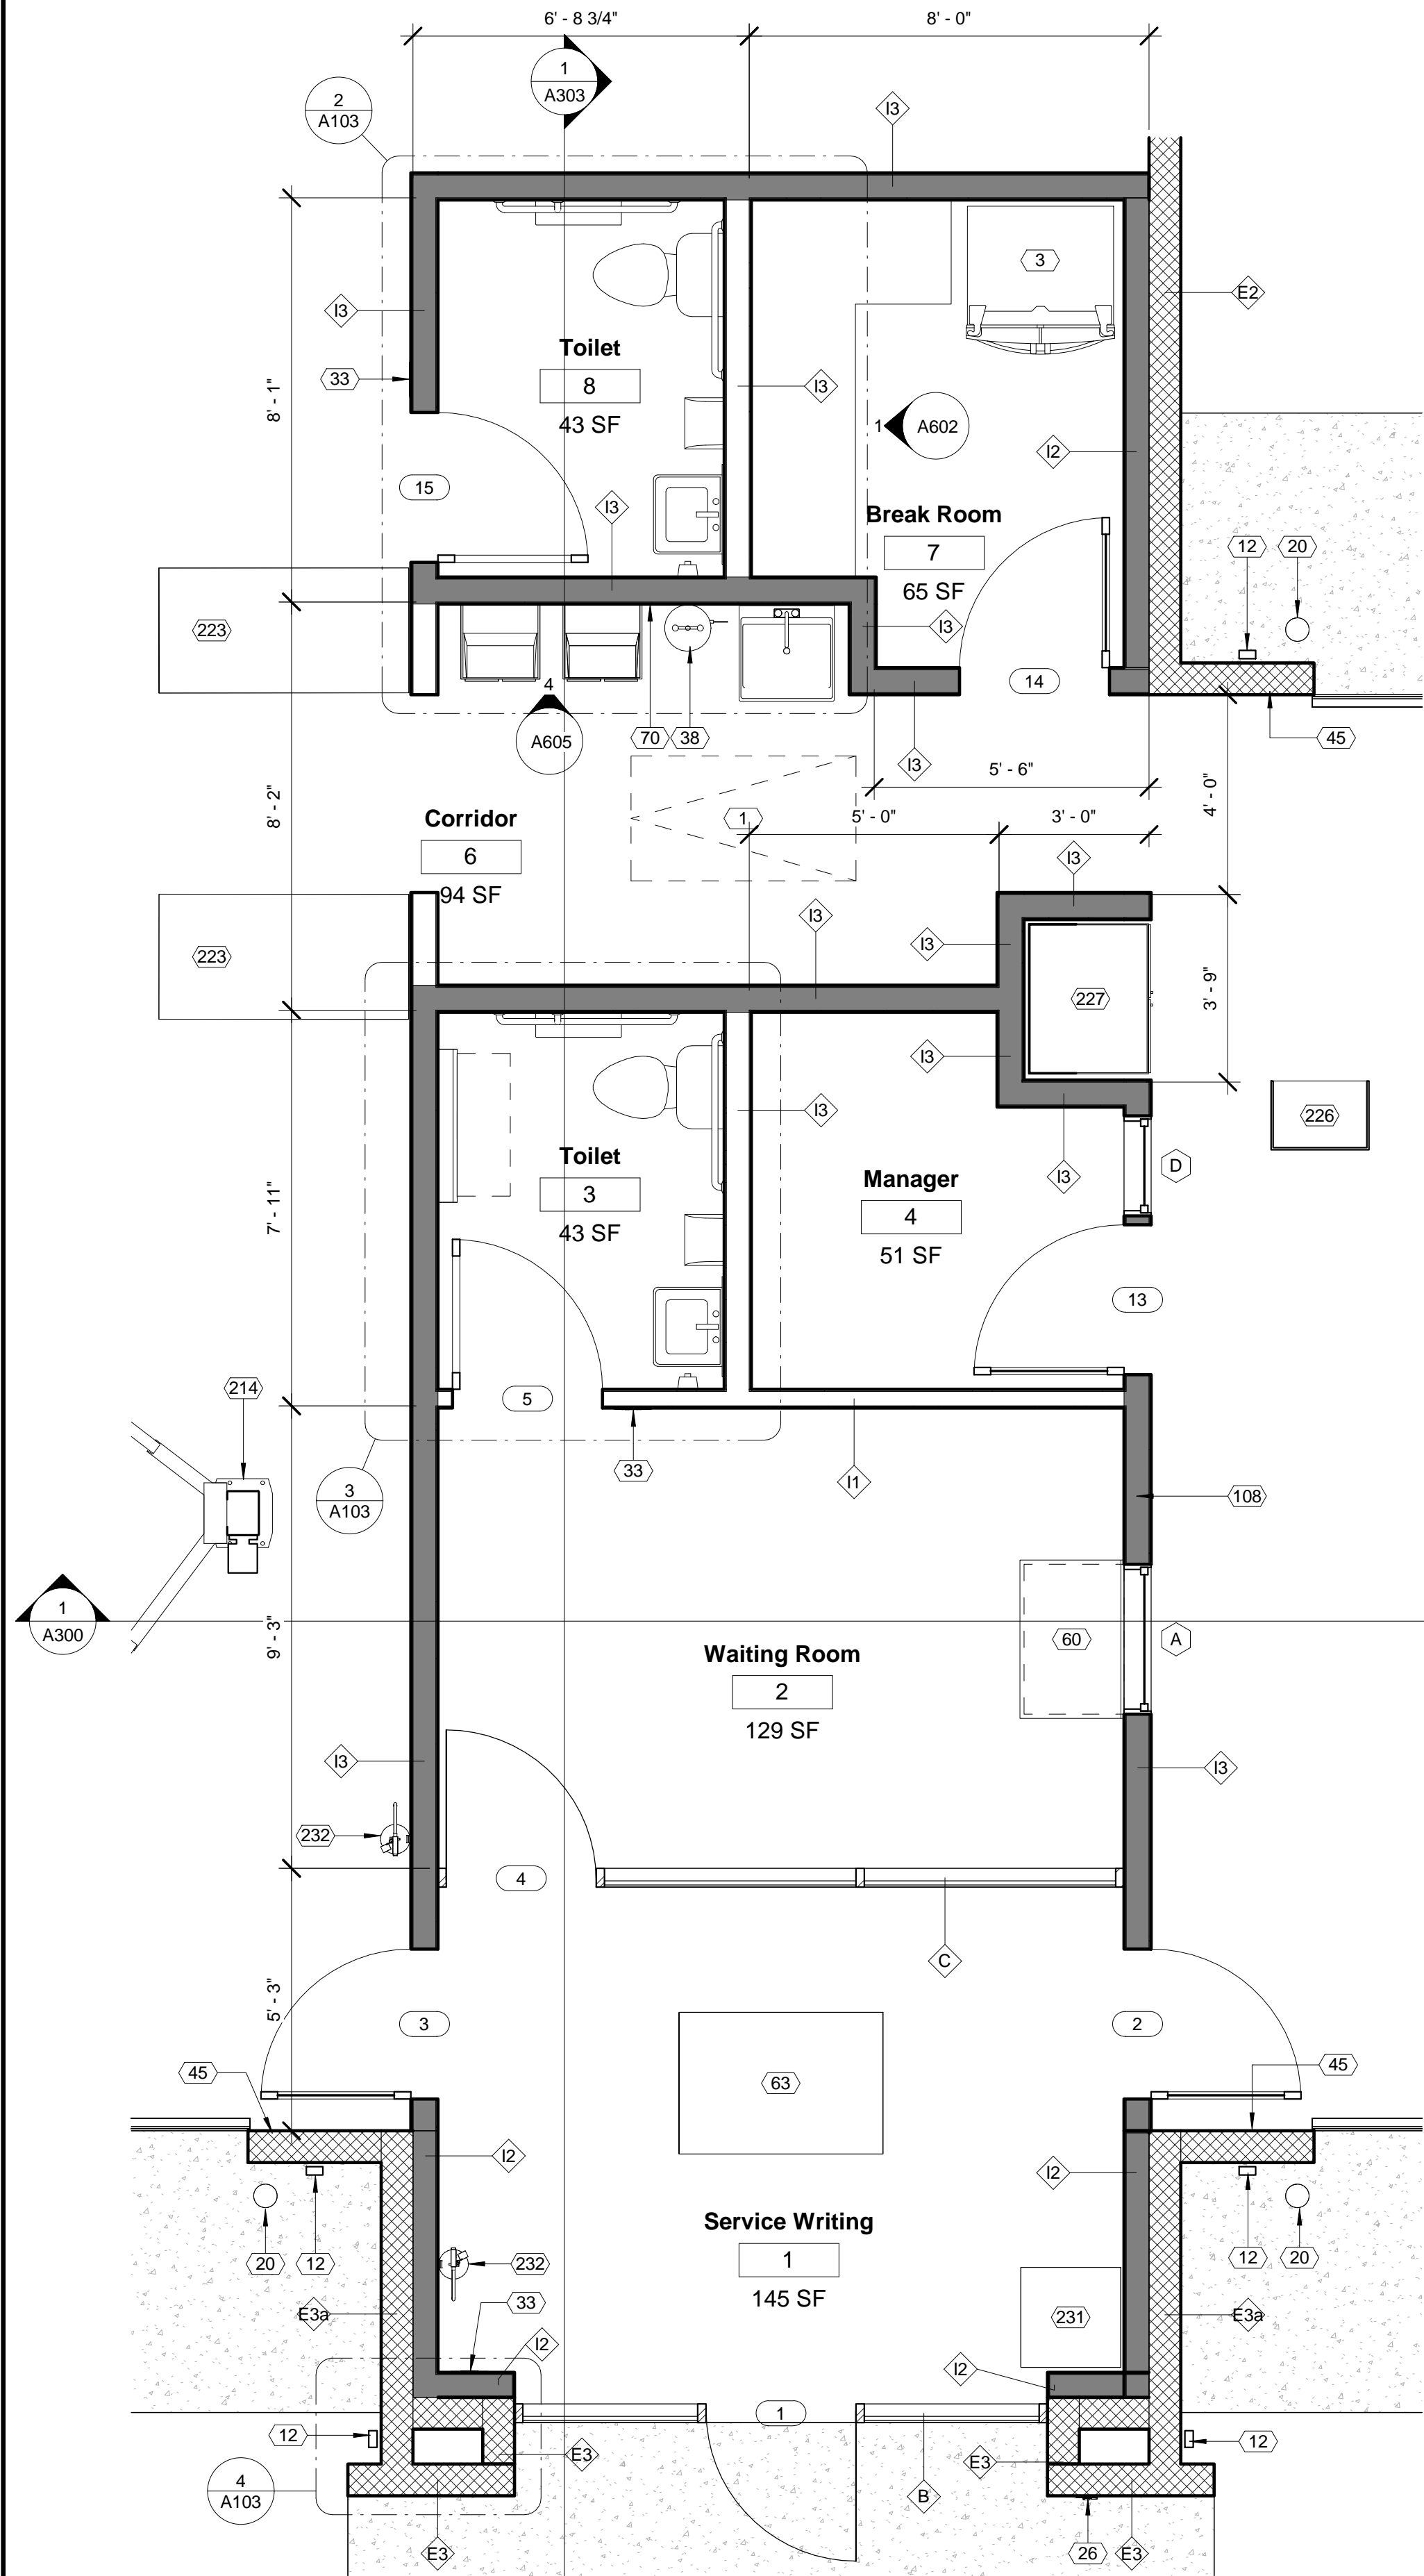 6' - 8 3/4"
8' - 0"
1
A303
2
A103
I3
3
E2
I3
Toilet
8
43 SF
33
I3
1
A602
I2
15
I3
Break Room
7
65 SF
12
20
223
I3
14
4
A605
70
38
I3
45
8' - 1"
5' - 6"
4' - 0"
8' - 2"
Corridor
6
94 SF
1
5' - 0"
3' - 0"
I3
I3
I3
223
227
3' - 9"
I3
I3
226
7' - 11"
Toilet
3
43 SF
Manager
4
51 SF
I3
D
13
214
5
33
3
A103
I1
108
1
A300
9' - 3"
60
A
Waiting Room
2
129 SF
I3
I3
232
4
C
5' - 3"
3
2
45
63
45
I2
I2
20
12
232
12
20
Service Writing
1
145 SF
E3a
33
231
E3a
I2
I2
1
12
E3
E3
12
4
A103
B
E3
26
E3